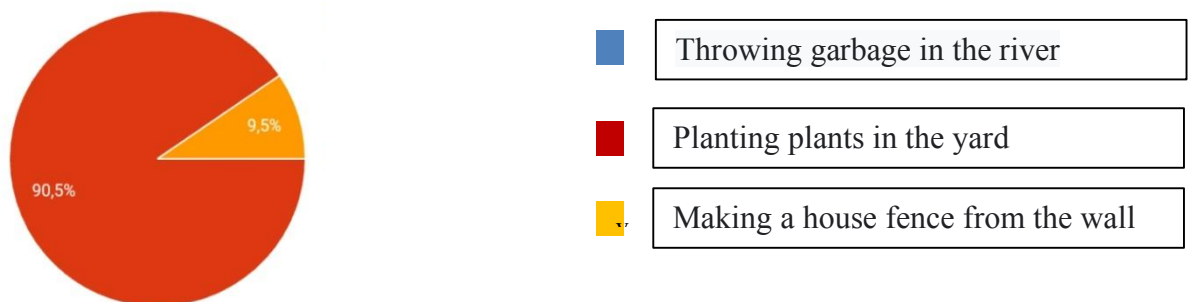 9,5%
90,5%
Throwing garbage in the river
Planting plants in the yard
Making a house fence from the wall